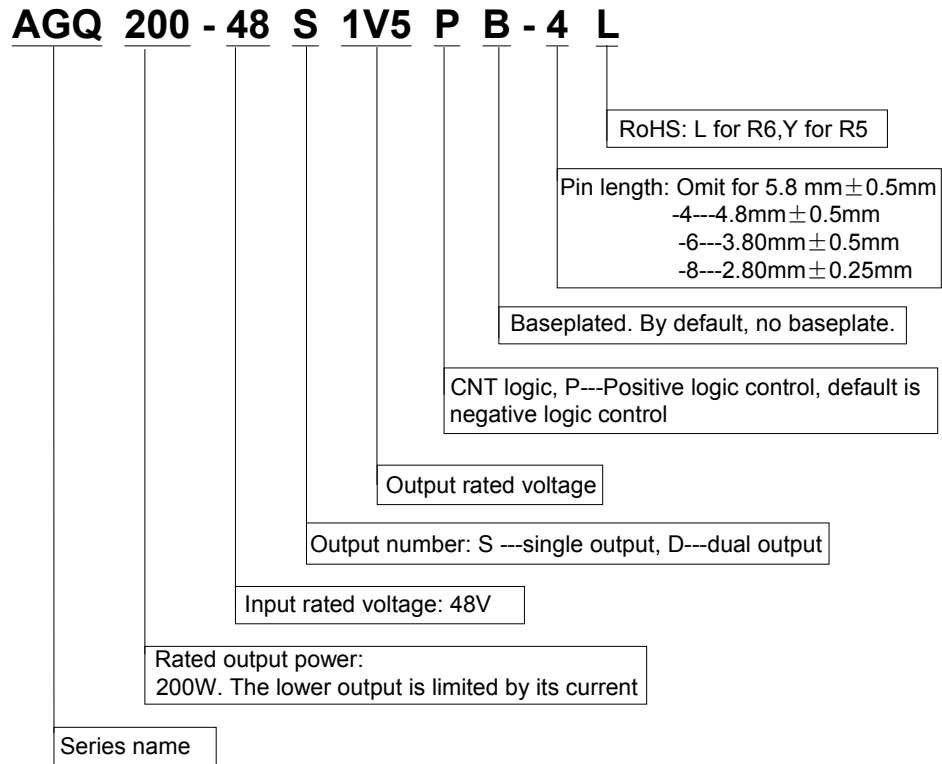 AGQ 200 - 48 S 1V5 P B - 4 L
RoHS: L for R6,Y for R5
Pin length: Omit for 5.8 mm±0.5mm
-4---4.8mm±0.5mm
-6---3.80mm±0.5mm
-8---2.80mm±0.25mm
Baseplated. By default, no baseplate.
CNT logic, P---Positive logic control, default is
negative logic control
Output rated voltage
Output number: S ---single output, D---dual output
Input rated voltage: 48V
Rated output power:
200W. The lower output is limited by its current
Series name